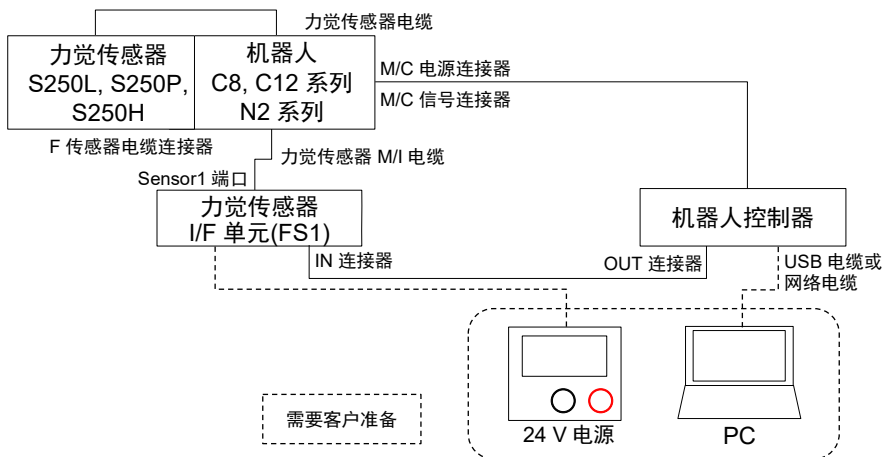 力觉传感器电缆
力觉传感器
S250L, S250P,
S250H
机器人
C8, C12 系列
N2 系列
M/C 电源连接器
M/C 信号连接器
F 传感器电缆连接器
力觉传感器 M/I 电缆
Sensor1 端口
力觉传感器
I/F 单元(FS1)
机器人控制器
IN 连接器
OUT 连接器
USB 电缆或
网络电缆
需要客户准备
24 V 电源
PC